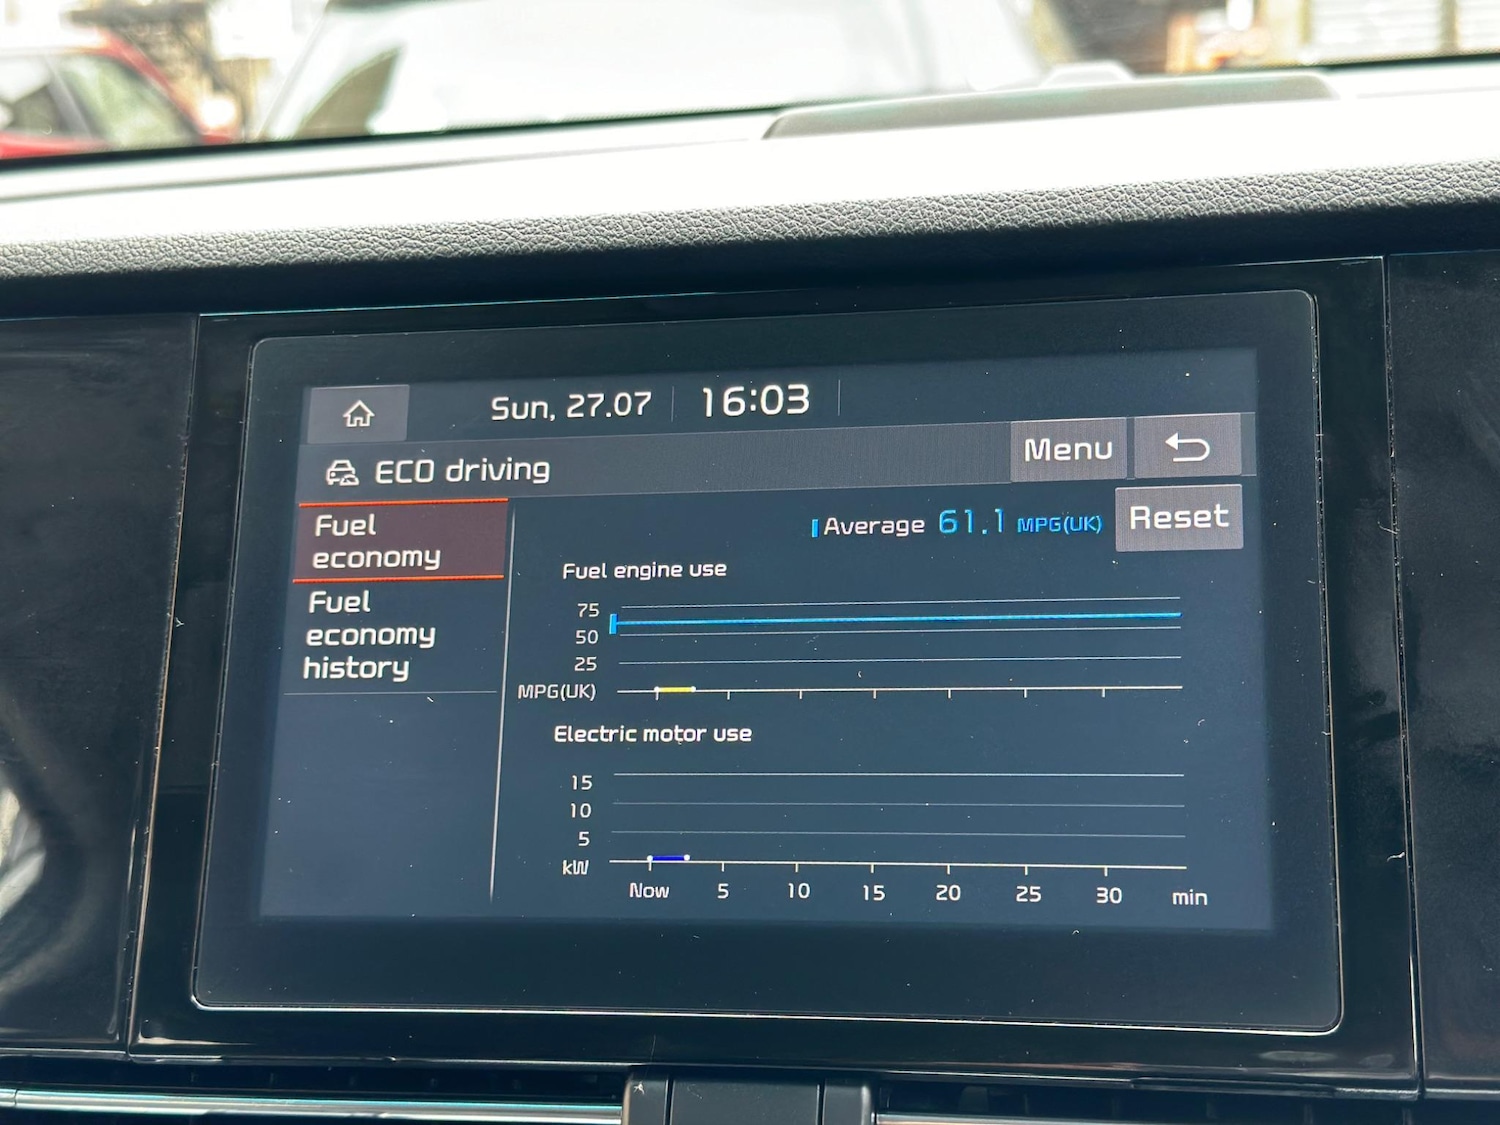 Sun, 27.07 16:03
ECO driving
Menu
Fuel
economy
Fuel
economy
history
Average 61.1 MPG(UK)
Reset
Fuel engine use
75
50
25
MPG(UK)
Electric motor use
15
10
5
kW
Now 5 10 15 20 25 30 min